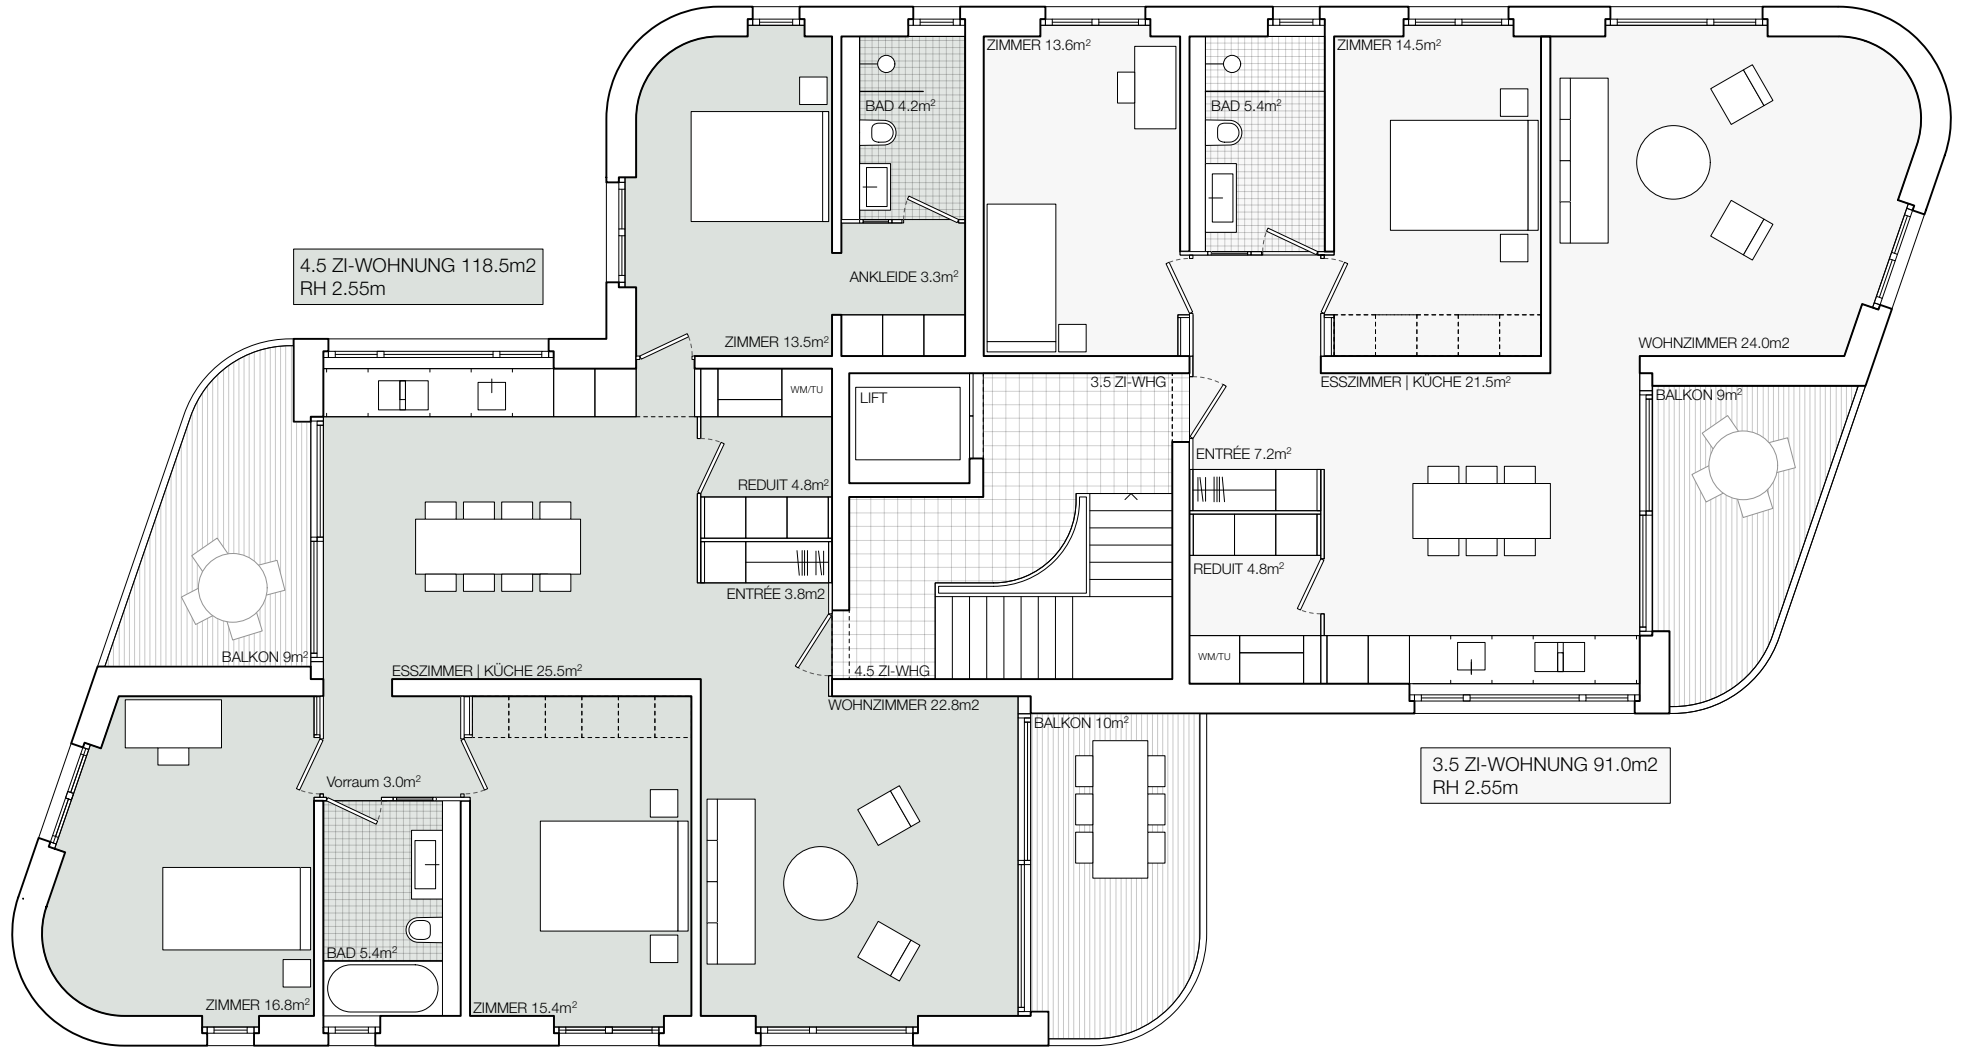 ZIMMER 13.6m²
ZIMMER 14.5m²
BAD 4.2m²
BAD 5.4m²
4.5 ZI-WOHNUNG 118.5m2
RH 2.55m
ANKLEIDE 3.3m²
ZIMMER 13.5m²
WOHNZIMMER 24.0m2
3.5 ZI-WHG
ESSZIMMER | KÜCHE 21.5m²
WM/TU
LIFT
BALKON 9m²
ENTRÉE 7.2m²
REDUIT 4.8m²
REDUIT 4.8m²
ENTRÉE 3.8m2
BALKON 9m²
ESSZIMMER | KÜCHE 25.5m²
4.5 ZI-WHG
WM/TU
WOHNZIMMER 22.8m2
BALKON 10m²
3.5 ZI-WOHNUNG 91.0m2
RH 2.55m
Vorraum 3.0m²
BAD 5.4m²
ZIMMER 16.8m²
ZIMMER 15.4m²